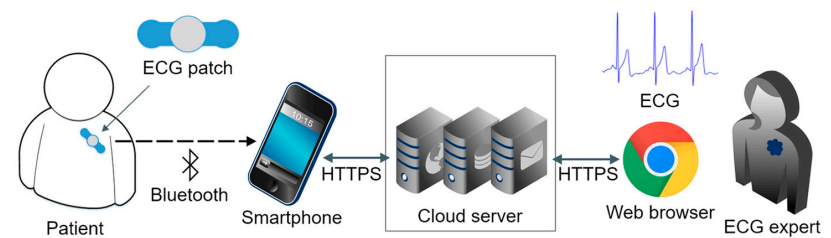 ECG patch
10:15
ECG
Bluetooth
HTTPS
HTTPS
Patient
Smartphone
Cloud server
Web browser
ECG expert